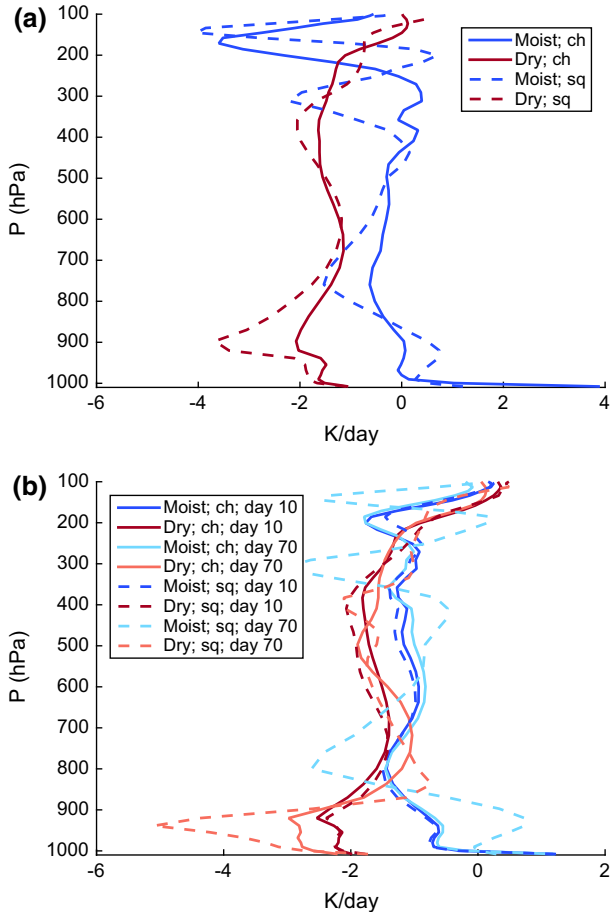 (a)
100
200
300
400
500
600
700
800
900
1000
P (hPa)
Moist; ch
Dry; ch
Moist; sq
Dry; sq
-6
-4
-2
0
2
4
K/day
(b)
100
200
300
400
500
600
700
800
900
1000
P (hPa)
Moist; ch; day 10
Dry; ch; day 10
Moist; ch; day 70
Dry; ch; day 70
Moist; sq; day 10
Dry; sq; day 10
Moist; sq; day 70
Dry; sq; day 70
-6
-4
-2
0
2
K/day